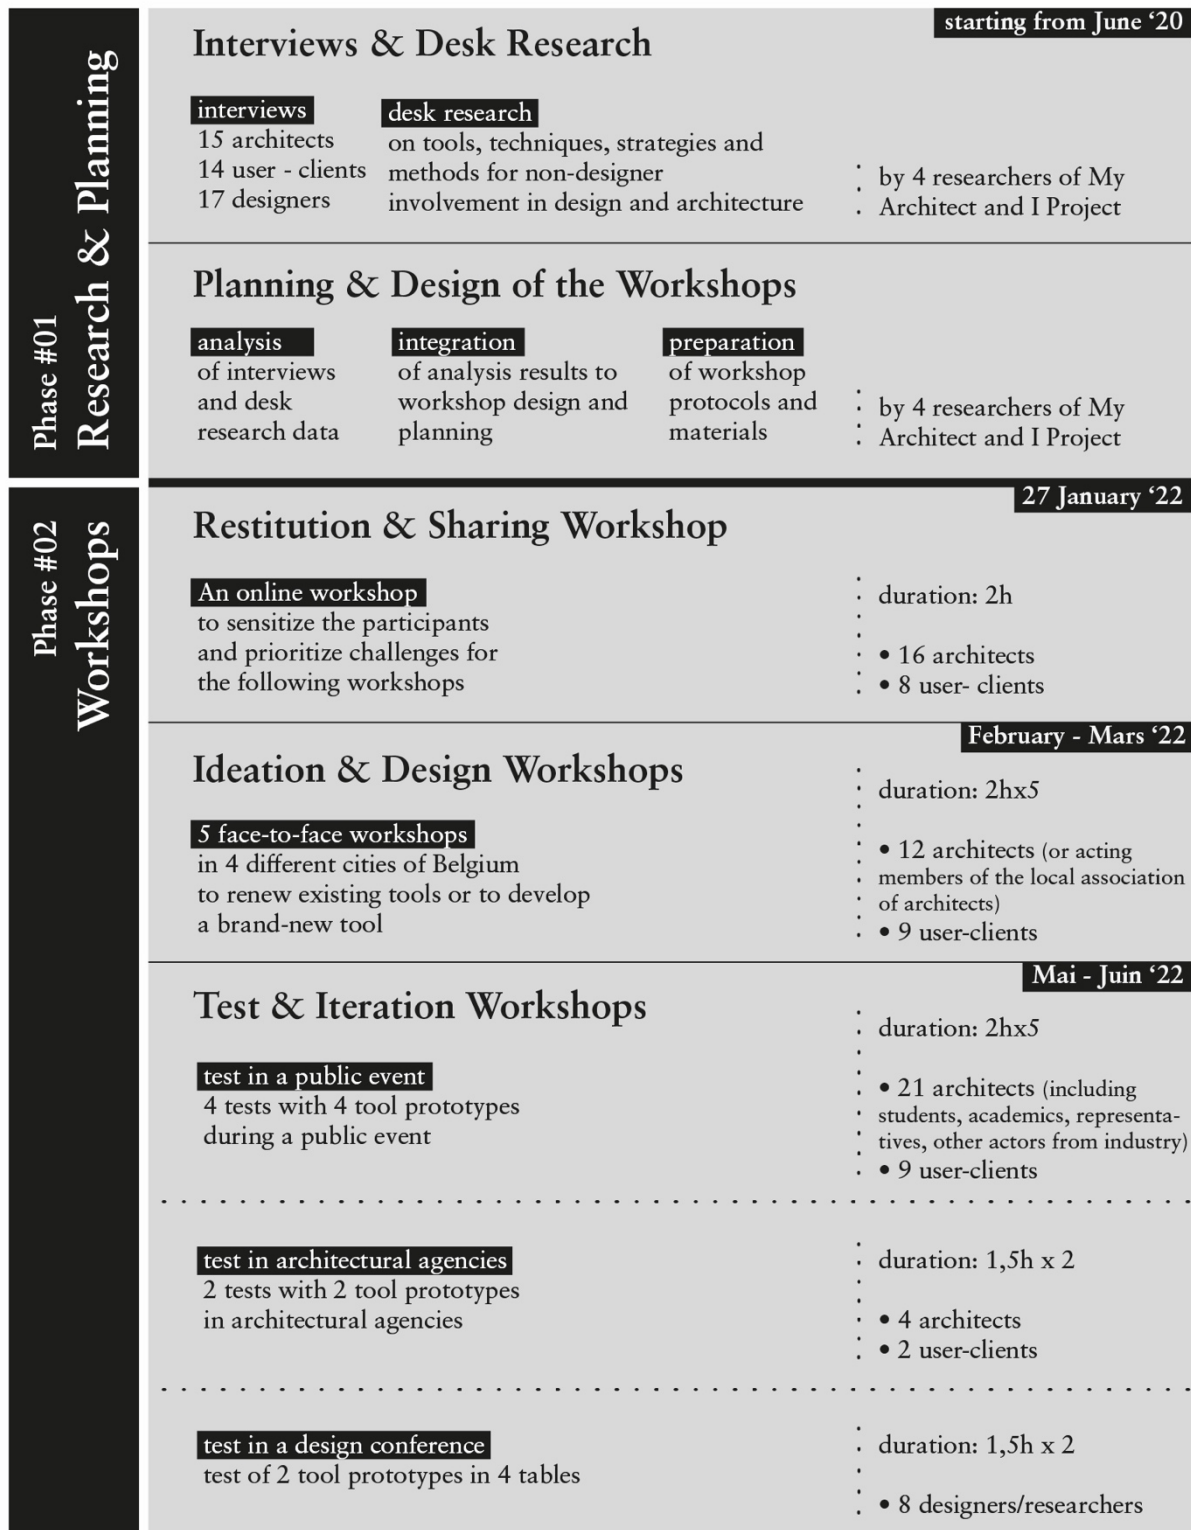 Phase #01
Research & Planning
starting from June ‘20
Interviews & Desk Research
interviews
15 architects
14 user - clients
17 designers
desk research
on tools, techniques, strategies and
methods for non-designer
involvement in design and architecture
by 4 researchers of My
Architect and I Project
Planning & Design of the Workshops
analysis
of interviews
and desk
research data
integration
of analysis results to
workshop design and
planning
preparation
of workshop
protocols and
materials
by 4 researchers of My
Architect and I Project
Phase #02
Workshops
27 January ‘22
Restitution & Sharing Workshop
An online workshop
to sensitize the participants
and prioritize challenges for
the following workshops
duration: 2h
• 16 architects
• 8 user- clients
February - Mars ‘22
Ideation & Design Workshops
5 face-to-face workshops
in 4 different cities of Belgium
to renew existing tools or to develop
a brand-new tool
duration: 2hx5
• 12 architects (or acting
members of the local association
of architects)
• 9 user-clients
Mai - Juin ‘22
Test & Iteration Workshops
test in a public event
4 tests with 4 tool prototypes
during a public event
duration: 2hx5
• 21 architects (including
students, academics, representa-
tives, other actors from industry)
• 9 user-clients
test in architectural agencies
2 tests with 2 tool prototypes
in architectural agencies
duration: 1,5h x 2
• 4 architects
• 2 user-clients
test in a design conference
test of 2 tool prototypes in 4 tables
duration: 1,5h x 2
• 8 designers/researchers